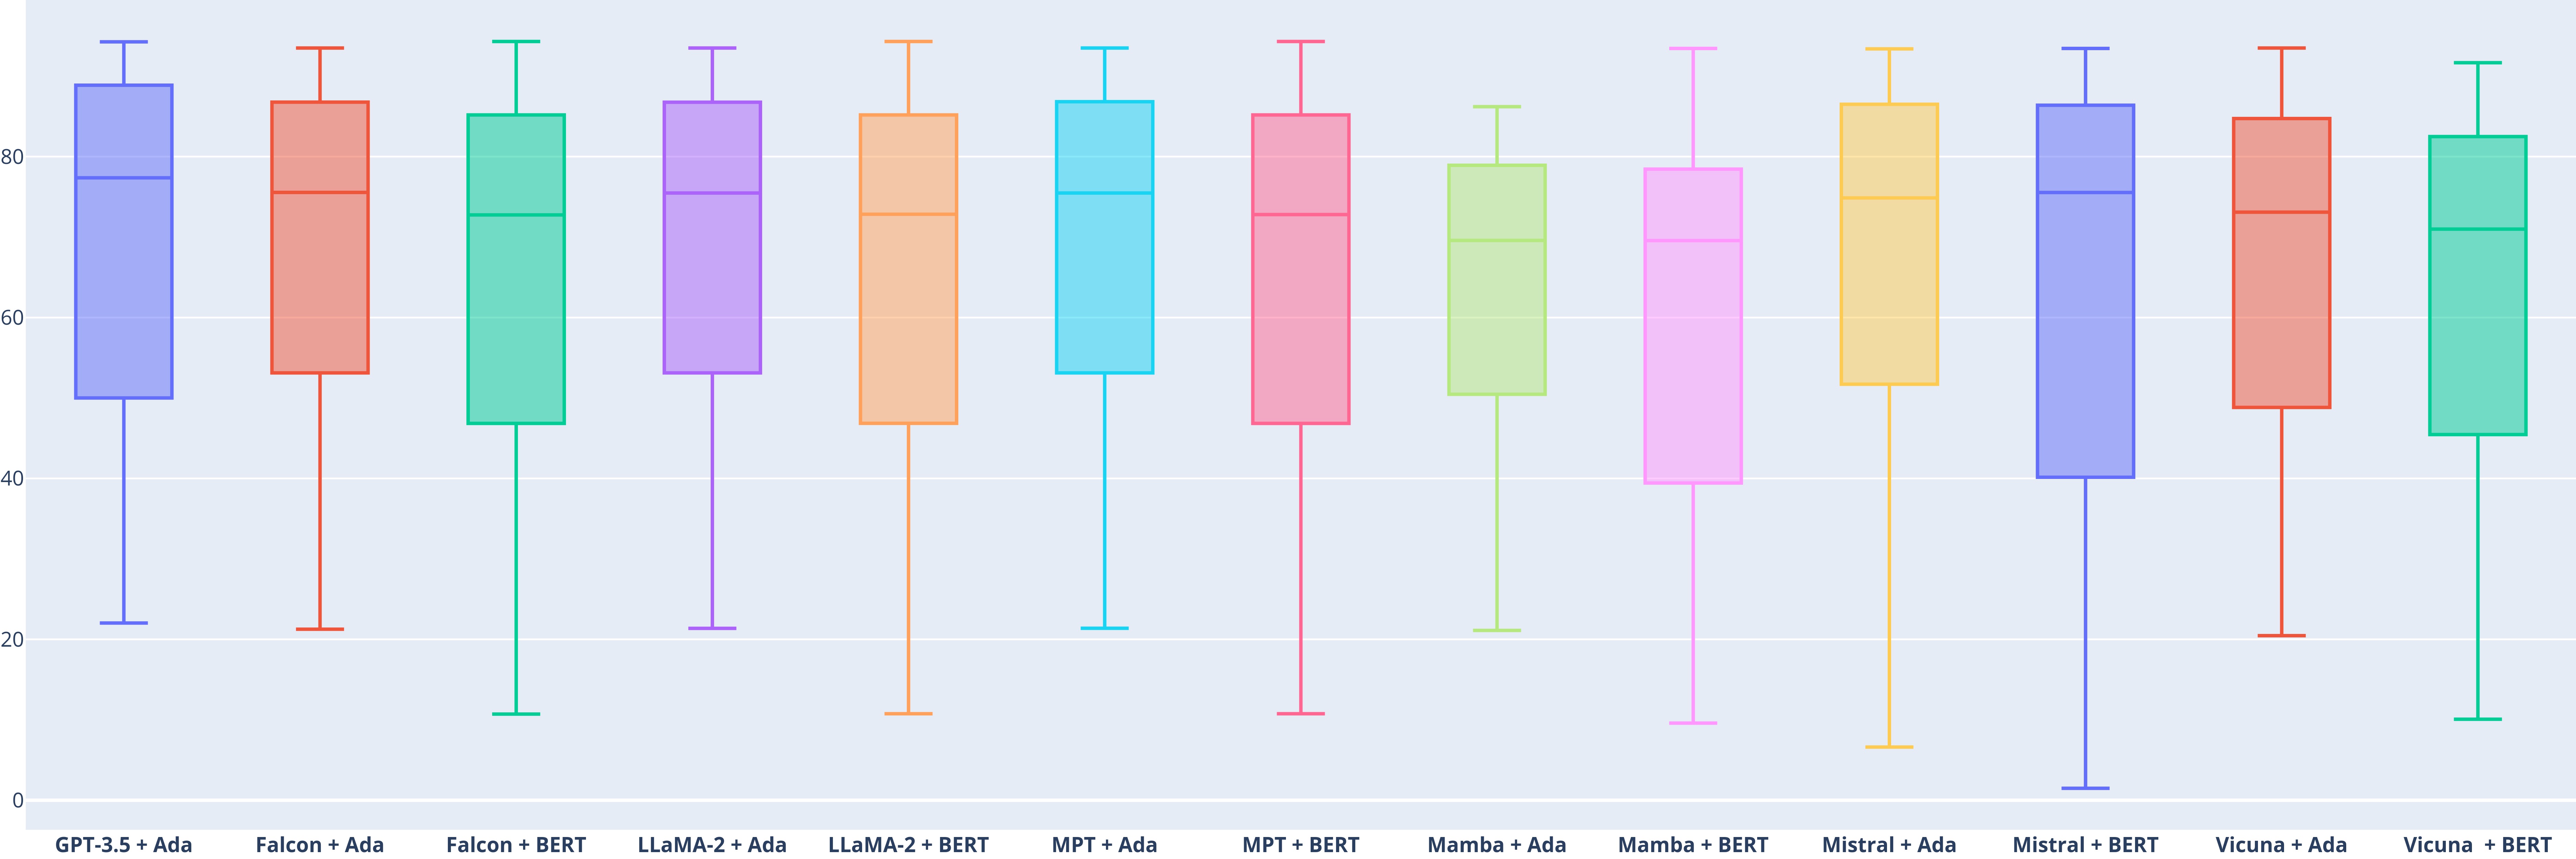 80
60
40
20
0
GPT-3.5 + Ada
Falcon + Ada
Falcon + BERT
LLaMA-2 + Ada
LLaMA-2 + BERT
MPT + Ada
MPT + BERT
Mamba + Ada
Mamba + BERT
Mistral + Ada
Mistral + BERT
Vicuna + Ada
Vicuna  + BERT